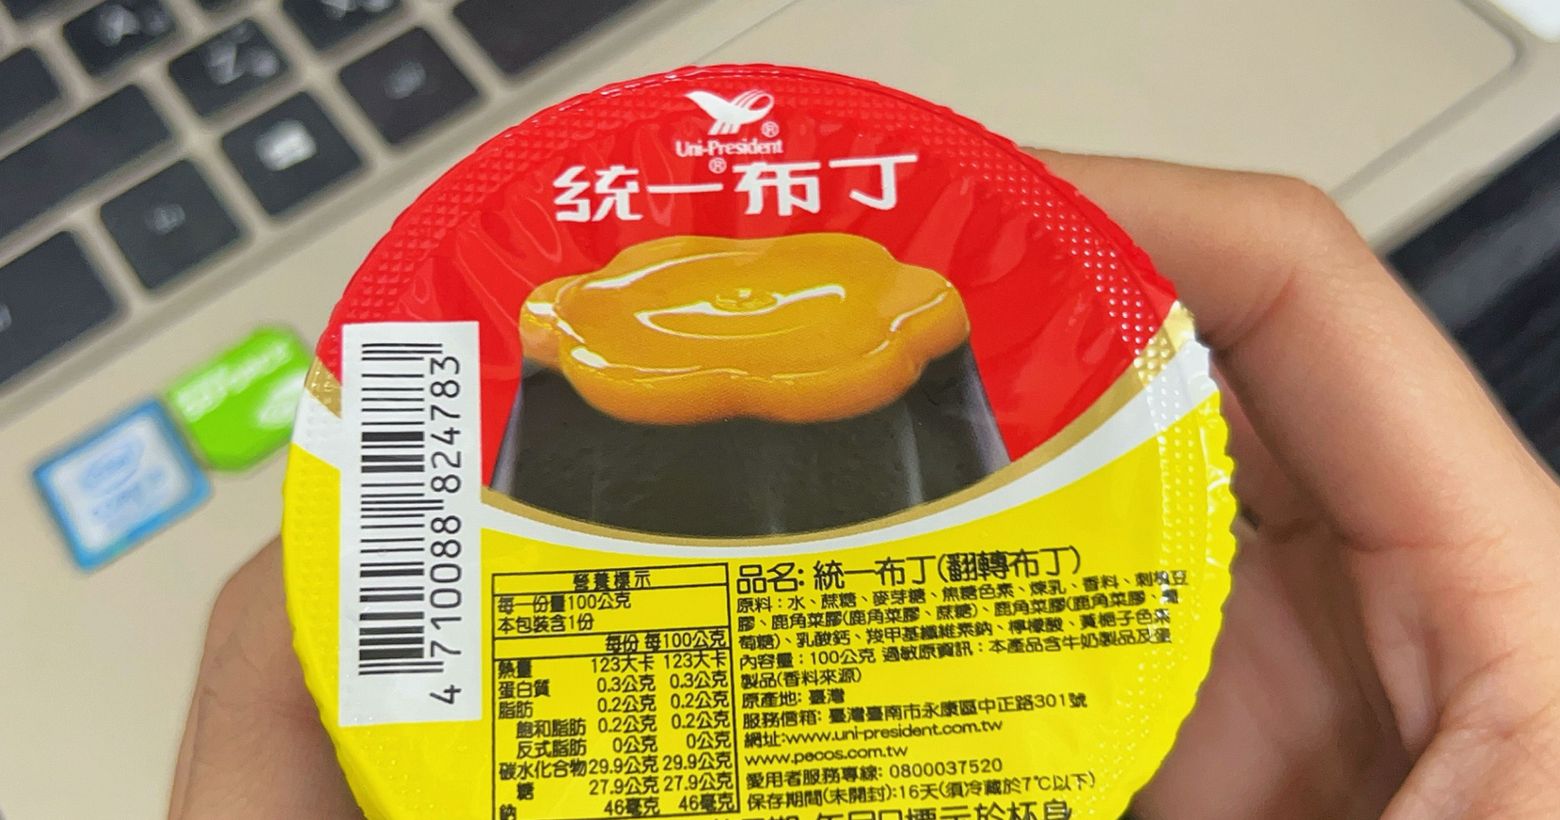 Uni-President
統一布丁
4 710088 824783
營養標示
每一份量100公克
本包裝含1份
每份 每100公克
熱量 123大卡 123大卡
蛋白質 0.3公克 0.3公克
脂肪 0.2公克 0.2公克
飽和脂肪 0.2公克 0.2公克
反式脂肪 0公克 0公克
碳水化合物 29.9公克 29.9公克
糖 27.9公克 27.9公克
鈉 46毫克 46毫克
品名: 統一布丁(翻轉布丁)
原料：水、蔗糖、麥芽糖、焦糖色素、煉乳、香料、刺槐豆
膠、鹿角菜膠(鹿角菜膠、蔗糖)、鹿角菜膠(鹿角菜膠、
萄糖)、乳酸鈣、羧甲基纖維素鈉、檸檬酸、黃梔子色素
內容量：100公克 過敏原資訊：本產品含牛奶製品及蛋
製品(香料來源)
原產地: 臺灣
服務信箱: 臺灣臺南市永康區中正路301號
網址:www.uni-president.com.tw
www.pecos.com.tw
愛用者服務專線: 0800037520
保存期間(未開封):16天(須冷藏於7℃以下)
標示於杯身